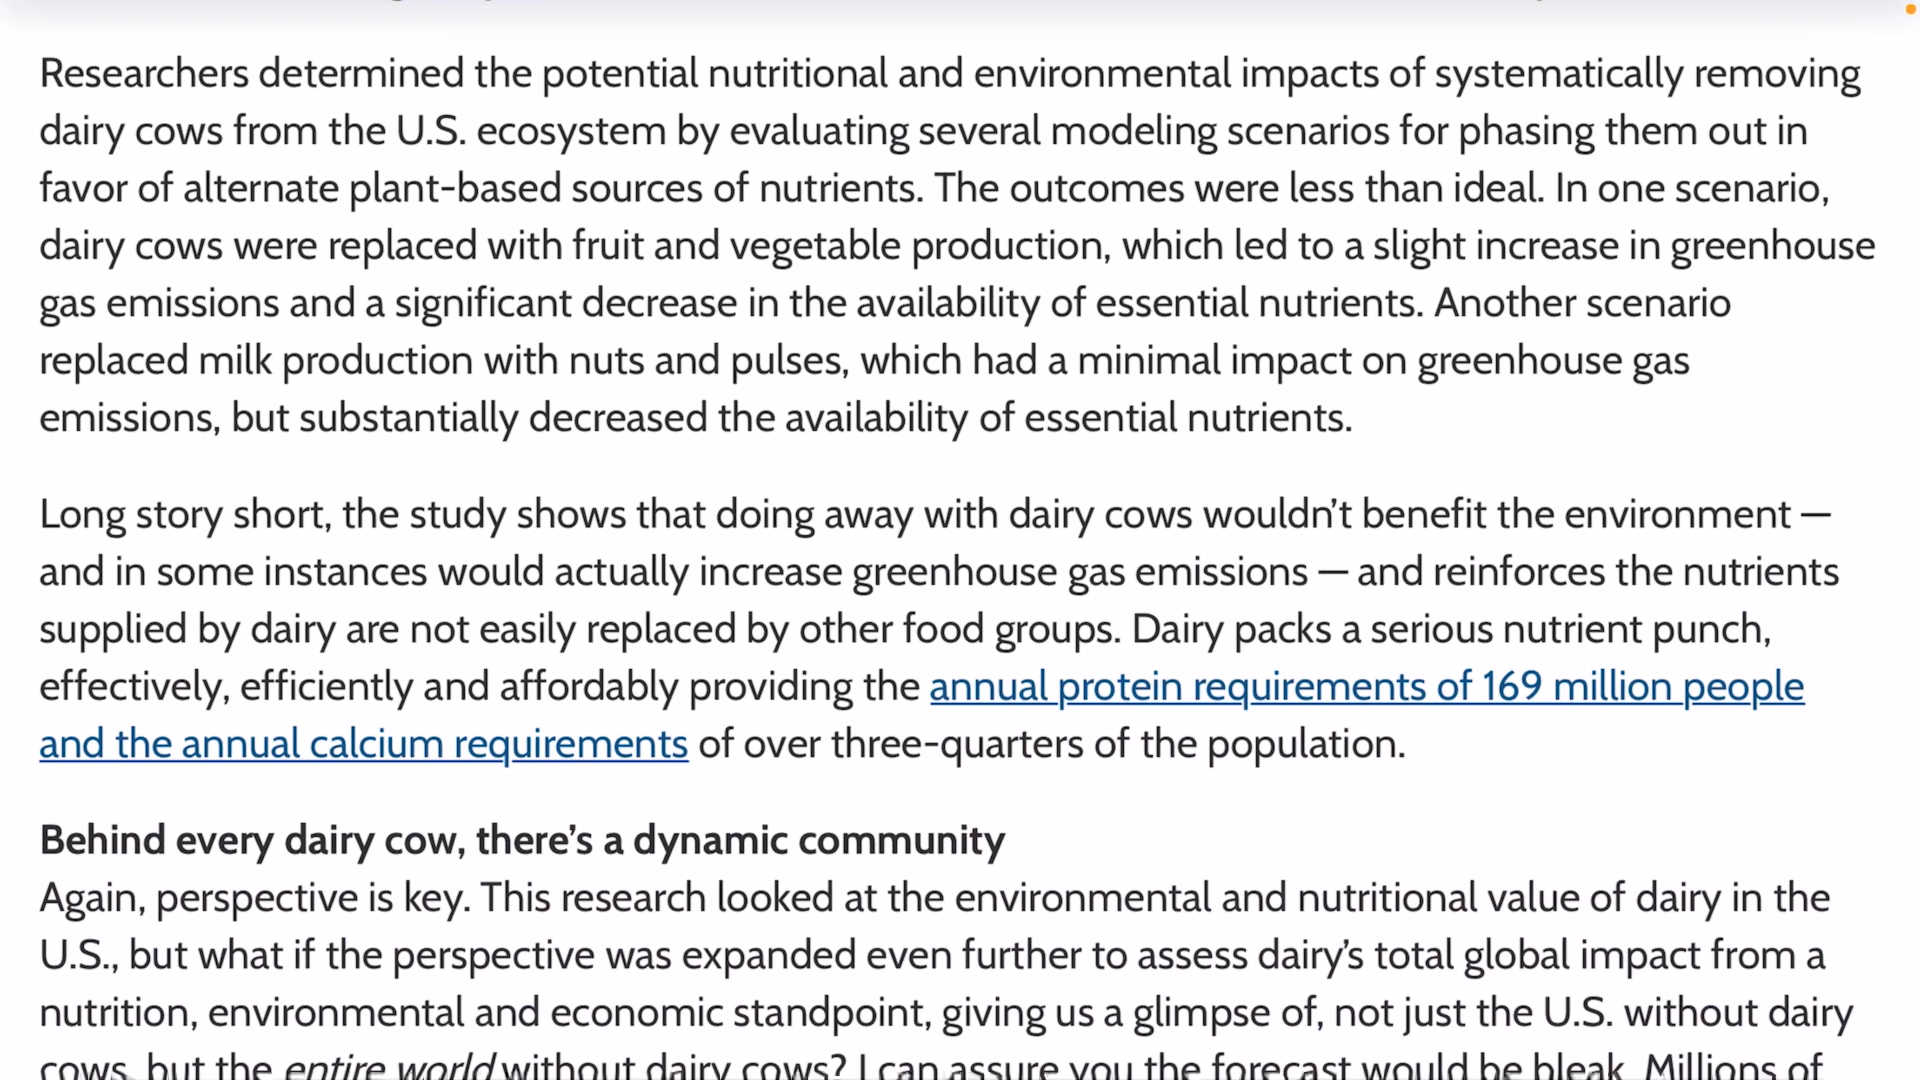 Researchers determined the potential nutritional and environmental impacts of systematically removing
dairy cows from the U.S. ecosystem by evaluating several modeling scenarios for phasing them out in
favor of alternate plant-based sources of nutrients. The outcomes were less than ideal. In one scenario,
dairy cows were replaced with fruit and vegetable production, which led to a slight increase in greenhouse
gas emissions and a significant decrease in the availability of essential nutrients. Another scenario
replaced milk production with nuts and pulses, which had a minimal impact on greenhouse gas
emissions, but substantially decreased the availability of essential nutrients.
Long story short, the study shows that doing away with dairy cows wouldn’t benefit the environment —
and in some instances would actually increase greenhouse gas emissions — and reinforces the nutrients
supplied by dairy are not easily replaced by other food groups. Dairy packs a serious nutrient punch,
effectively, efficiently and affordably providing the annual protein requirements of 169 million people
and the annual calcium requirements of over three-quarters of the population.
Behind every dairy cow, there’s a dynamic community
Again, perspective is key. This research looked at the environmental and nutritional value of dairy in the
U.S., but what if the perspective was expanded even further to assess dairy’s total global impact from a
nutrition, environmental and economic standpoint, giving us a glimpse of, not just the U.S. without dairy
cows, but the entire world without dairy cows? I can assure you the forecast would be bleak. Millions of